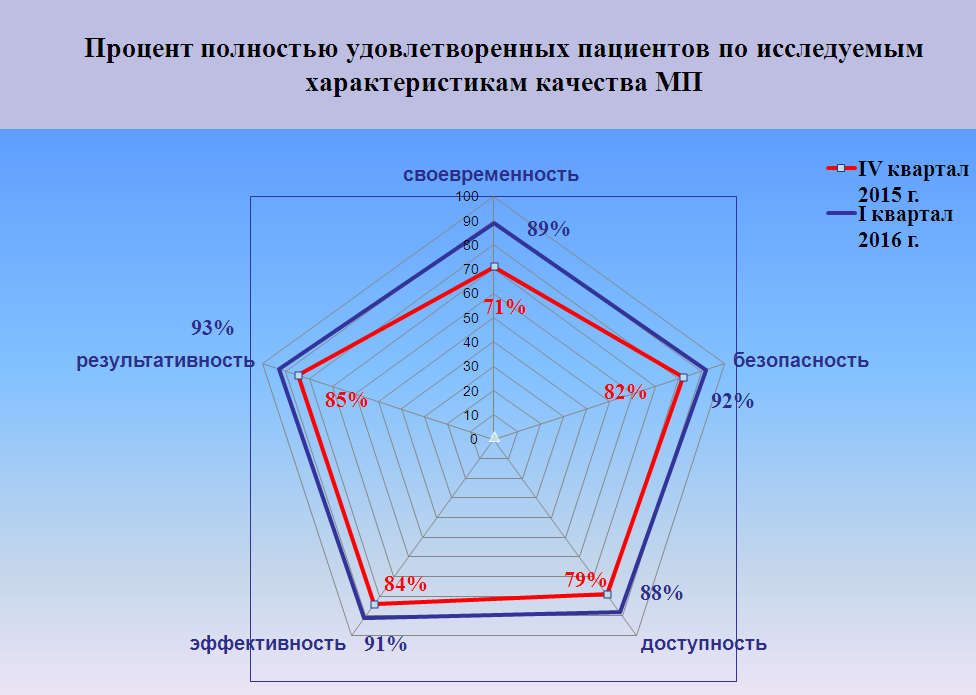 Процент полностью удовлетворенных пациентов по исследуемым
характеристикам качества МП
IV квартал
2015 г.
I квартал
2016 г.
своевременность
100
90
80
70
60
50
40
30
20
10
0
89%
71%
93%
результативность
85%
82%
безопасность
92%
84%
79%
88%
эффективность
91%
доступность